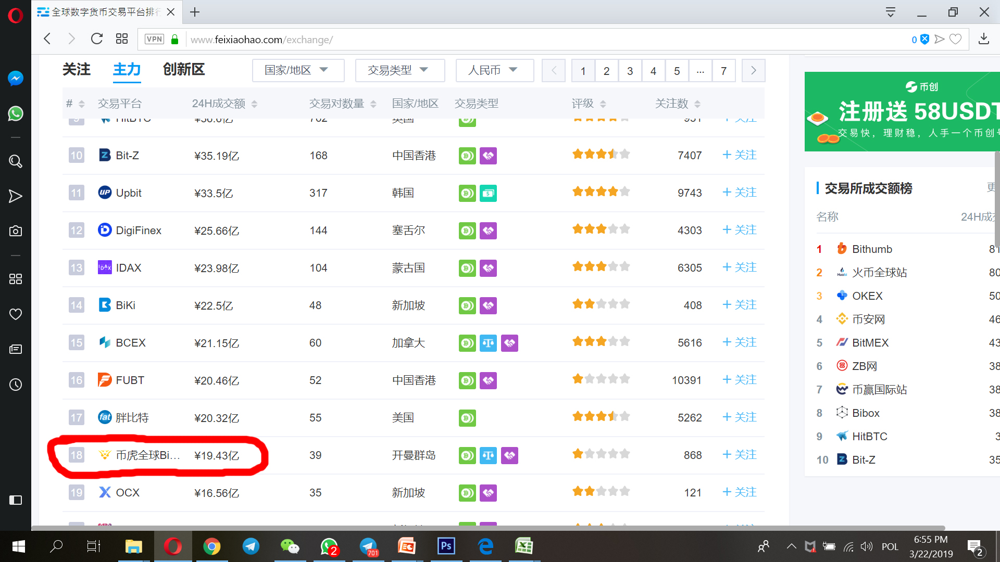 全球数字货币交易平台排行
VPN www.feixiaohao.com/exchange/ 0
关注 主力 创新区 国家/地区 交易类型 人民币 1 2 3 4 5 ... 7
# 交易平台 24H成交额 交易对数量 国家/地区 交易类型 评级 关注数
9 HitBTC 英国 + 关注
10 Bit-Z ¥35.19亿 168 中国香港 7407 + 关注
11 Upbit ¥33.5亿 317 韩国 9743 + 关注
12 DigiFinex ¥25.66亿 144 塞舌尔 4303 + 关注
13 IDAX ¥23.98亿 104 蒙古国 6305 + 关注
14 BiKi ¥22.5亿 48 新加坡 408 + 关注
15 BCEX ¥21.15亿 60 加拿大 5616 + 关注
16 FUBT ¥20.46亿 52 中国香港 10391 + 关注
17 fat 胖比特 ¥20.32亿 55 美国 5262 + 关注
18 币虎全球Bi... ¥19.43亿 39 开曼群岛 868 + 关注
19 OCX ¥16.56亿 35 新加坡 121 + 关注
币创
注册送 58USDT
交易快，理财稳，人手一个币创号
交易所成交额榜 更
名称 24H成交
1 Bithumb 81
2 Huobi 火币全球站 80
3 OKEX 50
4 币安网 46
5 BitMEX 43
6 ZB网 38
7 币赢国际站 38
8 Bibox 38
9 HitBTC 3
10 Bit-Z 35
2 701 Ps POL 6:55 PM
3/22/2019 2